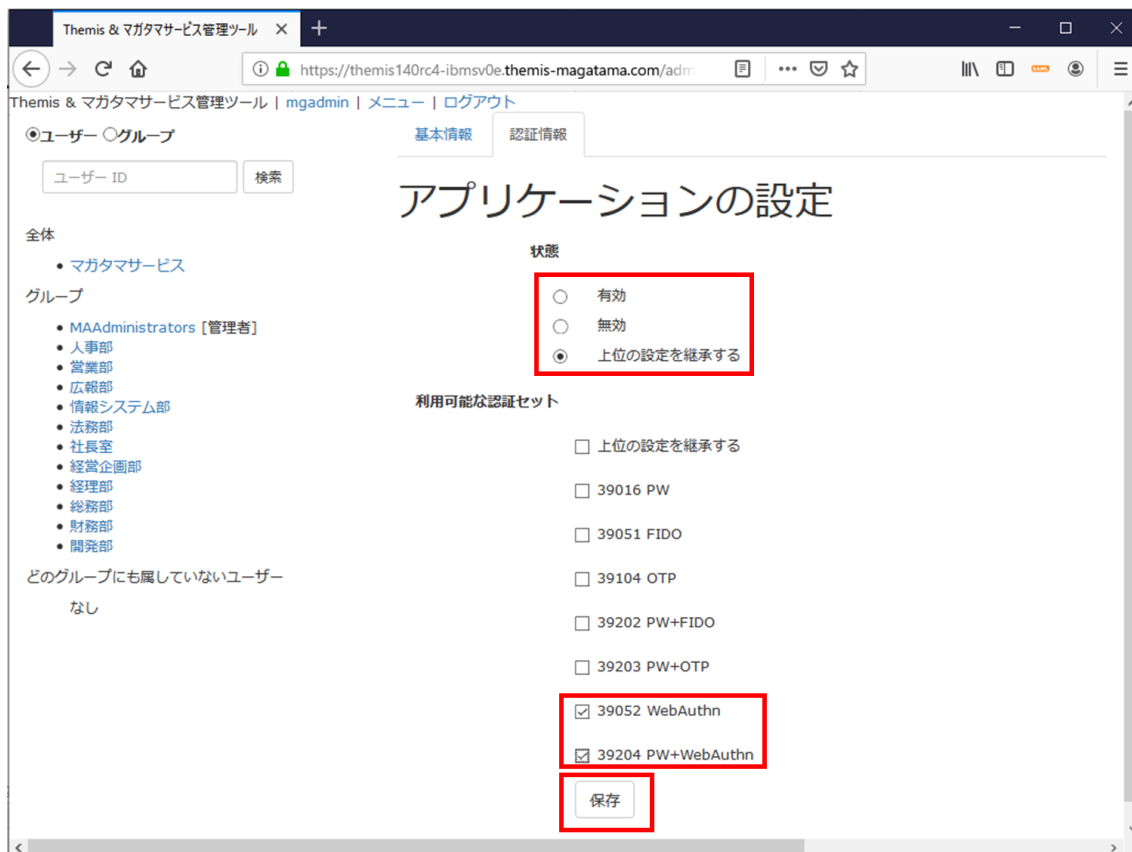 Themis & マガタマサービス管理ツール
https://themis140rc4-ibmsv0e.themis-magatama.com/adm
Themis & マガタマサービス管理ツール | mgadmin | メニュー | ログアウト
ユーザー グループ
ユーザー ID 検索
全体
マガタマサービス
グループ
MAAdministrators [管理者]
人事部
営業部
広報部
情報システム部
法務部
社長室
経営企画部
経理部
総務部
財務部
開発部
どのグループにも属していないユーザー
なし
基本情報 認証情報
アプリケーションの設定
状態
有効
無効
上位の設定を継承する
利用可能な認証セット
上位の設定を継承する
39016 PW
39051 FIDO
39104 OTP
39202 PW+FIDO
39203 PW+OTP
39052 WebAuthn
39204 PW+WebAuthn
保存